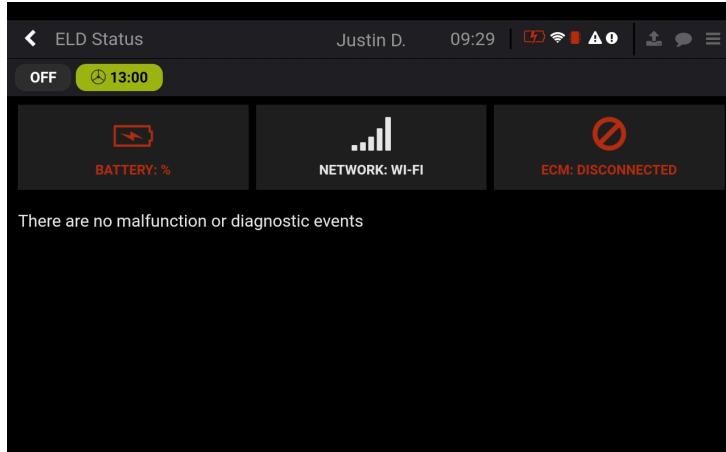 ELD Status
Justin D.
09:29
OFF
13:00
BATTERY: %
NETWORK: WI-FI
ECM: DISCONNECTED
There are no malfunction or diagnostic events